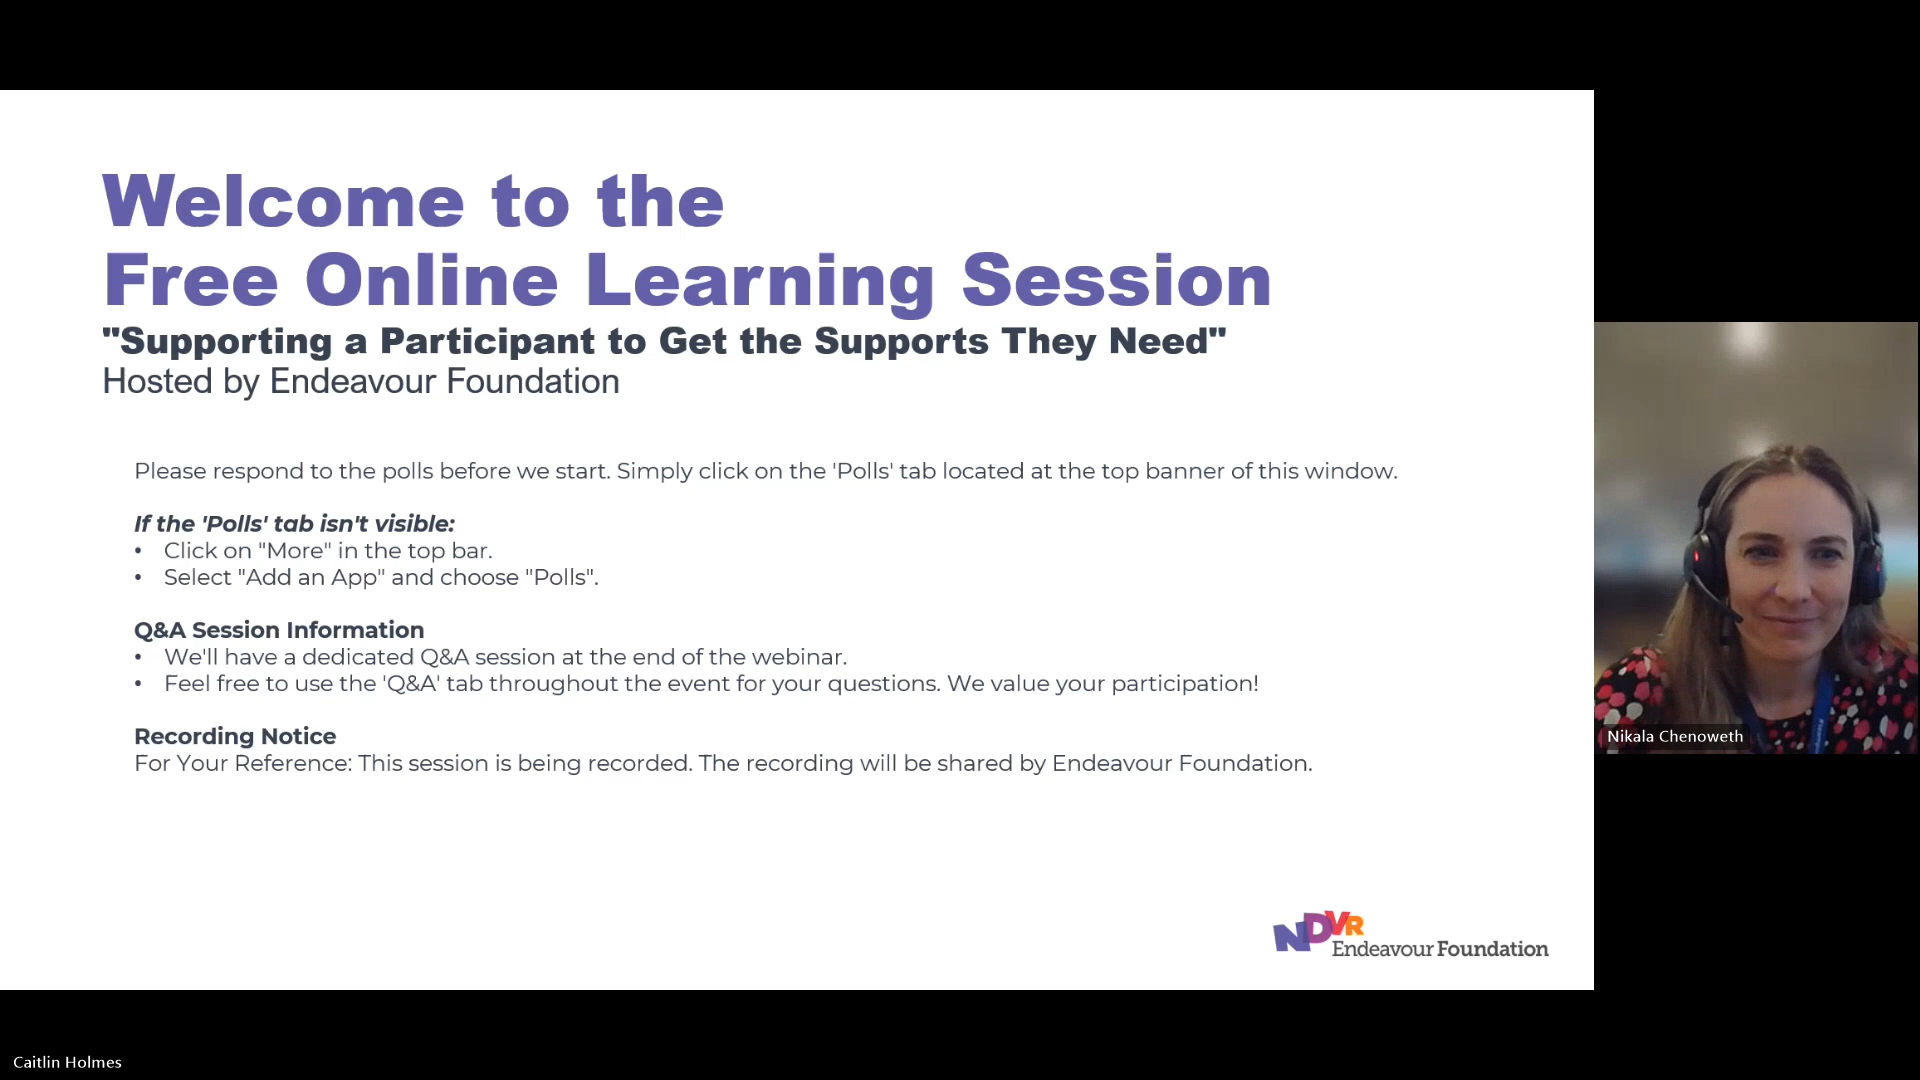 Welcome to the
Free Online Learning Session
"Supporting a Participant to Get the Supports They Need"
Hosted by Endeavour Foundation
Please respond to the polls before we start. Simply click on the 'Polls' tab located at the top banner of this window.
If the 'Polls' tab isn't visible:
• Click on "More" in the top bar.
• Select "Add an App" and choose "Polls".
Q&A Session Information
• We'll have a dedicated Q&A session at the end of the webinar.
• Feel free to use the 'Q&A' tab throughout the event for your questions. We value your participation!
Recording Notice
For Your Reference: This session is being recorded. The recording will be shared by Endeavour Foundation.
NDVR
Endeavour Foundation
Nikala Chenoweth
Caitlin Holmes